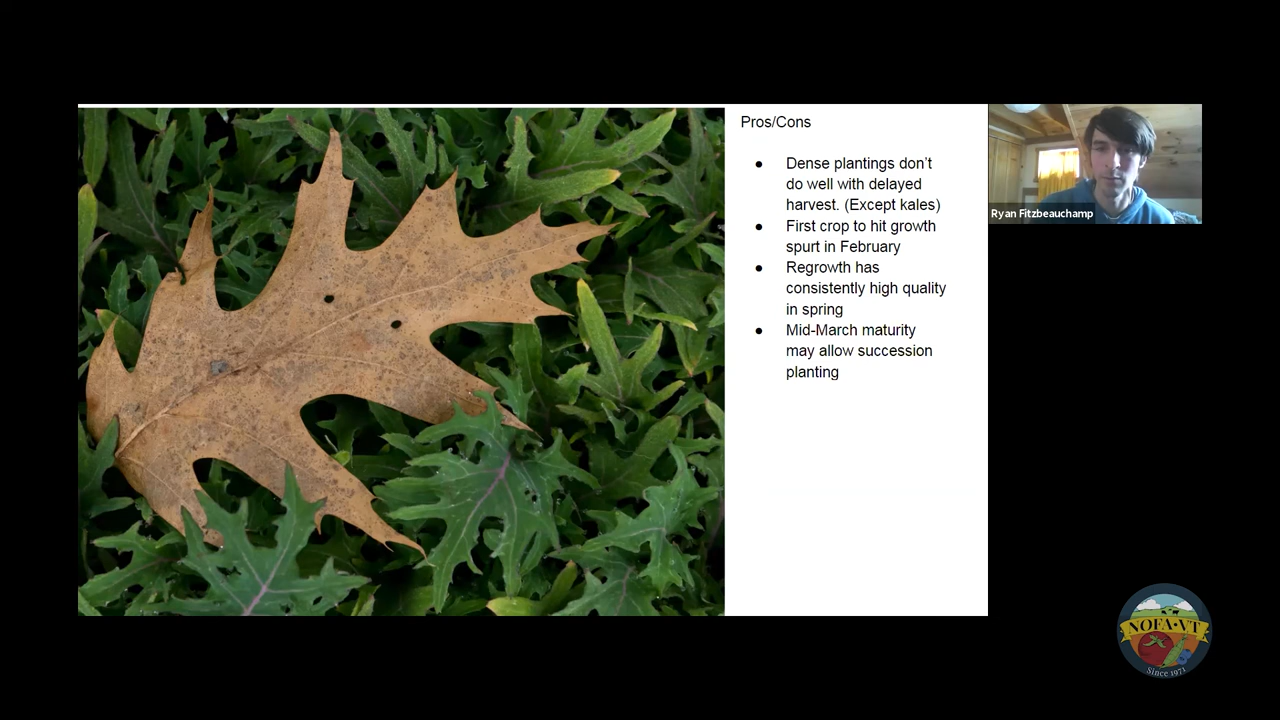 Pros/Cons
● Dense plantings don't
do well with delayed
harvest. (Except kales)
● First crop to hit growth
spurt in February
● Regrowth has
consistently high quality
in spring
● Mid-March maturity
may allow succession
planting
Ryan Fitzbeauchamp
NOFA•VT
Since 1971